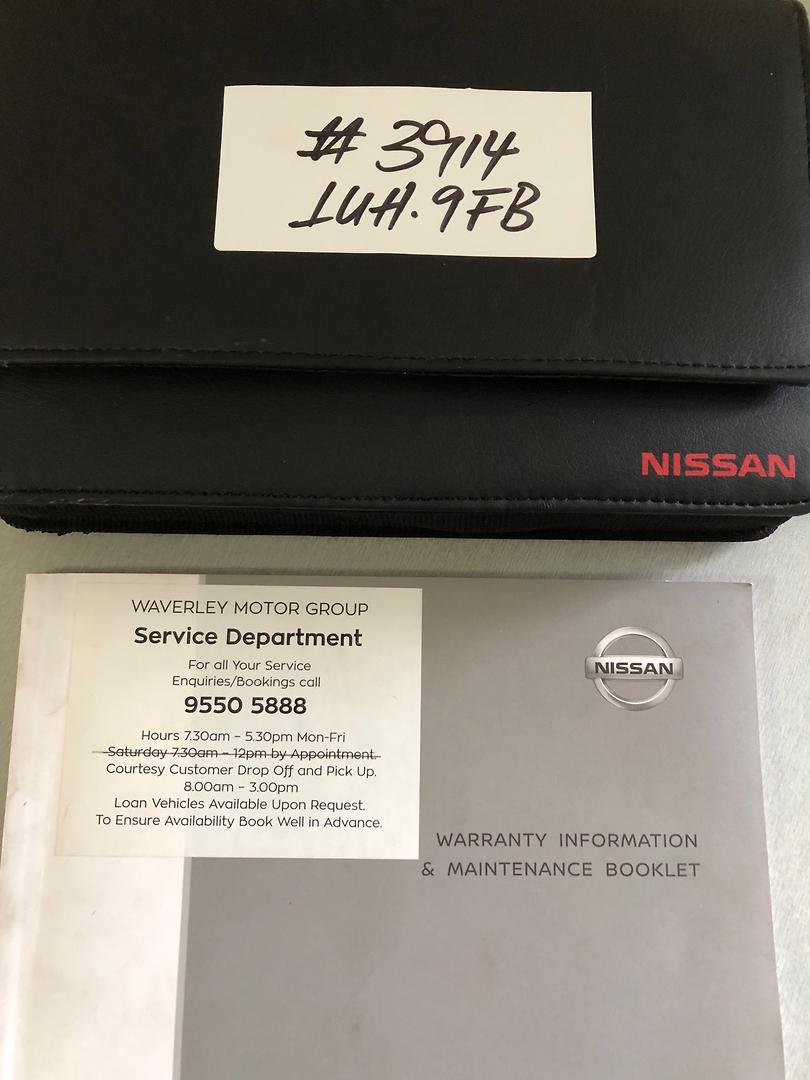 # 3914
1UH.9FB
NISSAN
WAVERLEY MOTOR GROUP
Service Department
For all Your Service
Enquiries/Bookings call
9550 5888
Hours 7.30am – 5.30pm Mon-Fri
Saturday 7.30am – 12pm by Appointment.
Courtesy Customer Drop Off and Pick Up.
8.00am – 3.00pm
Loan Vehicles Available Upon Request.
To Ensure Availability Book Well in Advance.
NISSAN
WARRANTY INFORMATION
& MAINTENANCE BOOKLET